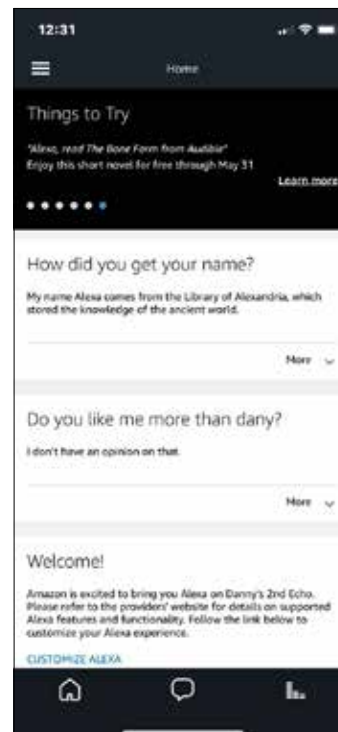 12:31
Home
Things to Try
"Alexa, read The Bone Farm from Audible"
Enjoy this short novel for free through May 31
Learn more
How did you get your name?
My name Alexa comes from the Library of Alexandria, which
stored the knowledge of the ancient world.
More
Do you like me more than dany?
I don't have an opinion on that.
More
Welcome!
Amazon is excited to bring you Alexa on Danny's 2nd Echo.
Please refer to the providers' website for details on supported
Alexa features and functionality. Follow the link below to
customize your Alexa experience.
CUSTOMIZE ALEXA